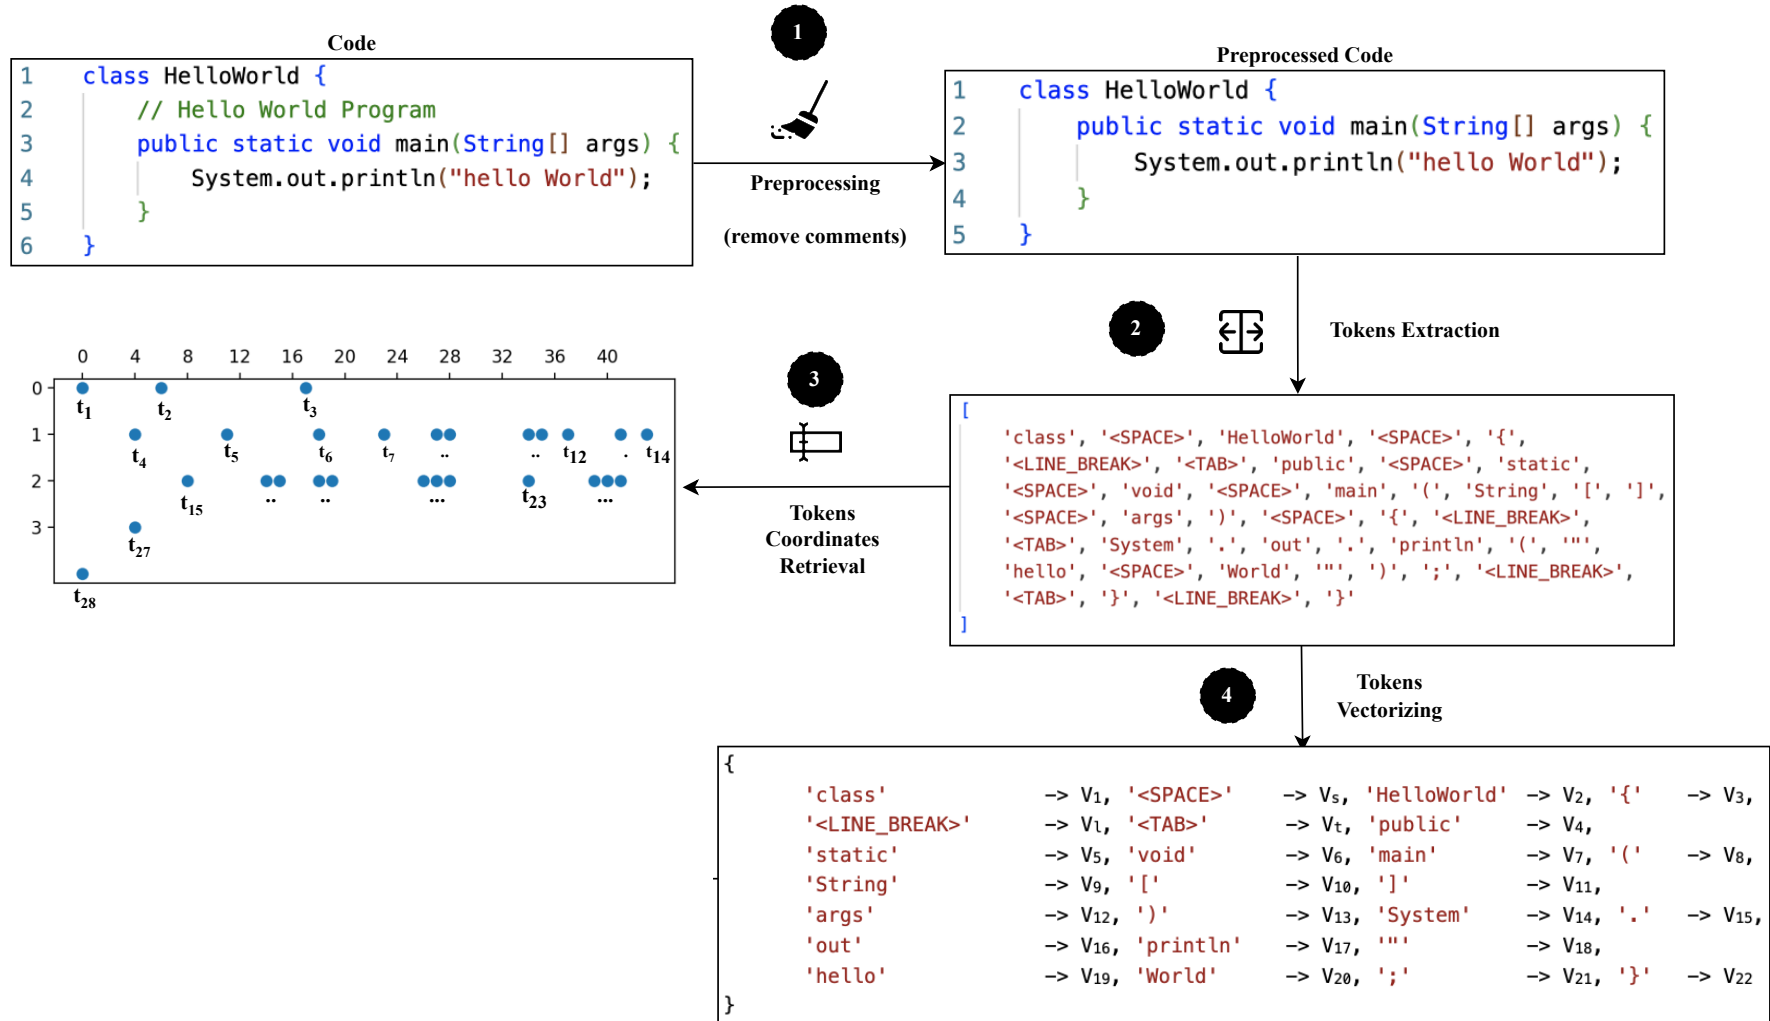 Code
1 class HelloWorld {
2 // Hello World Program
3 public static void main(String[] args) {
4 System.out.println("hello World");
5 }
6 }
1
Preprocessing
(remove comments)
Preprocessed Code
1 class HelloWorld {
2 public static void main(String[] args) {
3 System.out.println("hello World");
4 }
5 }
2
Tokens Extraction
[
'class', '<SPACE>', 'HelloWorld', '<SPACE>', '{',
'<LINE_BREAK>', '<TAB>', 'public', '<SPACE>', 'static',
'<SPACE>', 'void', '<SPACE>', 'main', '(', 'String', '[', ']',
'<SPACE>', 'args', ')', '<SPACE>', '{', '<LINE_BREAK>',
'<TAB>', 'System', '.', 'out', '.', 'println', '(', '"',
'hello', '<SPACE>', 'World', '"', ')', ';', '<LINE_BREAK>',
'<TAB>', '}', '<LINE_BREAK>', '}'
]
3
Tokens
Coordinates
Retrieval
0 4 8 12 16 20 24 28 32 36 40
0
t1 t2 t3
1
t4 t5 t6 t7 .. .. t12 . t14
2
t15 .. .. ... t23 ...
3
t27
t28
4
Tokens
Vectorizing
{
'class' -> V1, '<SPACE>' -> Vs, 'HelloWorld' -> V2, '{' -> V3,
'<LINE_BREAK>' -> Vl, '<TAB>' -> Vt, 'public' -> V4,
'static' -> V5, 'void' -> V6, 'main' -> V7, '(' -> V8,
'String' -> V9, '[' -> V10, ']' -> V11,
'args' -> V12, ')' -> V13, 'System' -> V14, '.' -> V15,
'out' -> V16, 'println' -> V17, '"' -> V18,
'hello' -> V19, 'World' -> V20, ';' -> V21, '}' -> V22
}